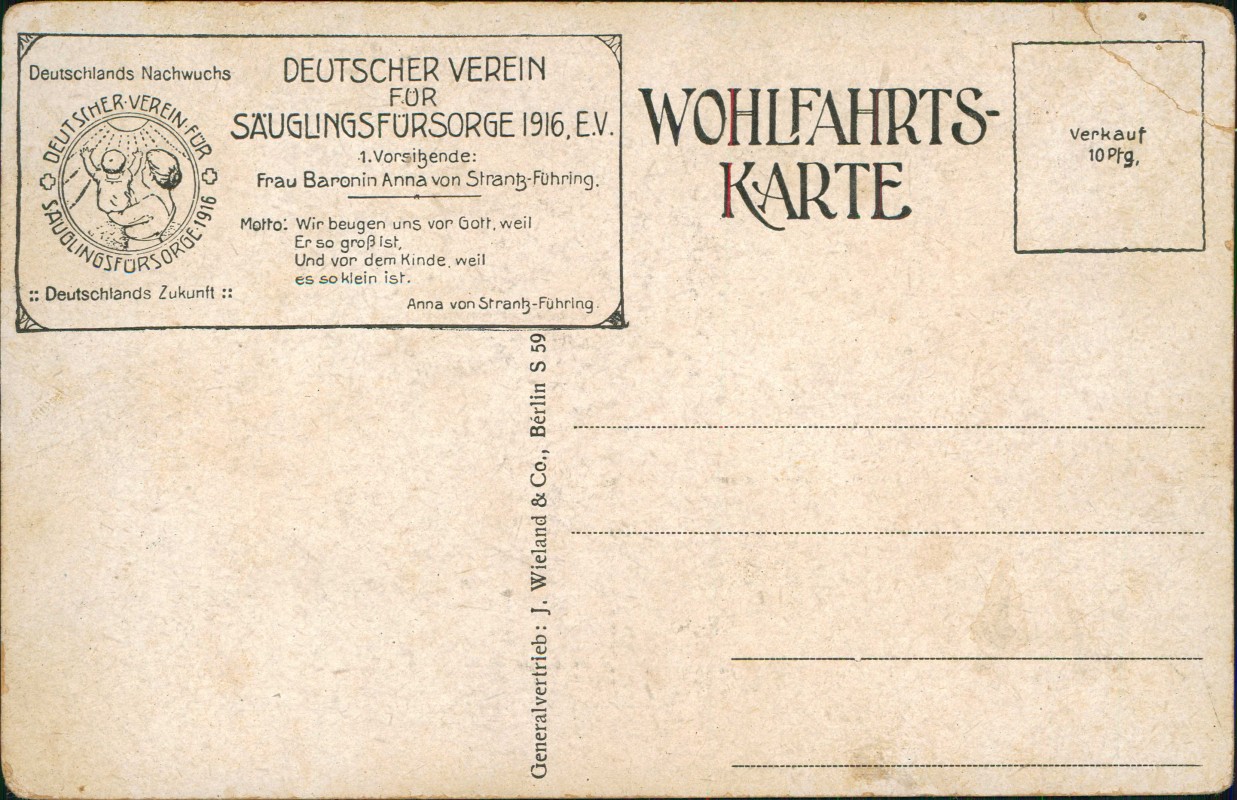 Deutschlands Nachwuchs
DEUTSCHER·VEREIN·FÜR
SÄUGLINGSFÜRSORGE 1916
:: Deutschlands Zukunft ::
DEUTSCHER VEREIN
FÜR
SÄUGLINGSFÜRSORGE 1916, E.V.
1. Vorsitzende:
Frau Baronin Anna von Strantz-Führing.
Motto: Wir beugen uns vor Gott, weil
Er so groß ist,
Und vor dem Kinde, weil
es so klein ist.
Anna von Strantz-Führing.
WOHLFAHRTS-
KARTE
Verkauf
10 Pfg,
Generalvertrieb: J. Wieland & Co., Berlin S 59